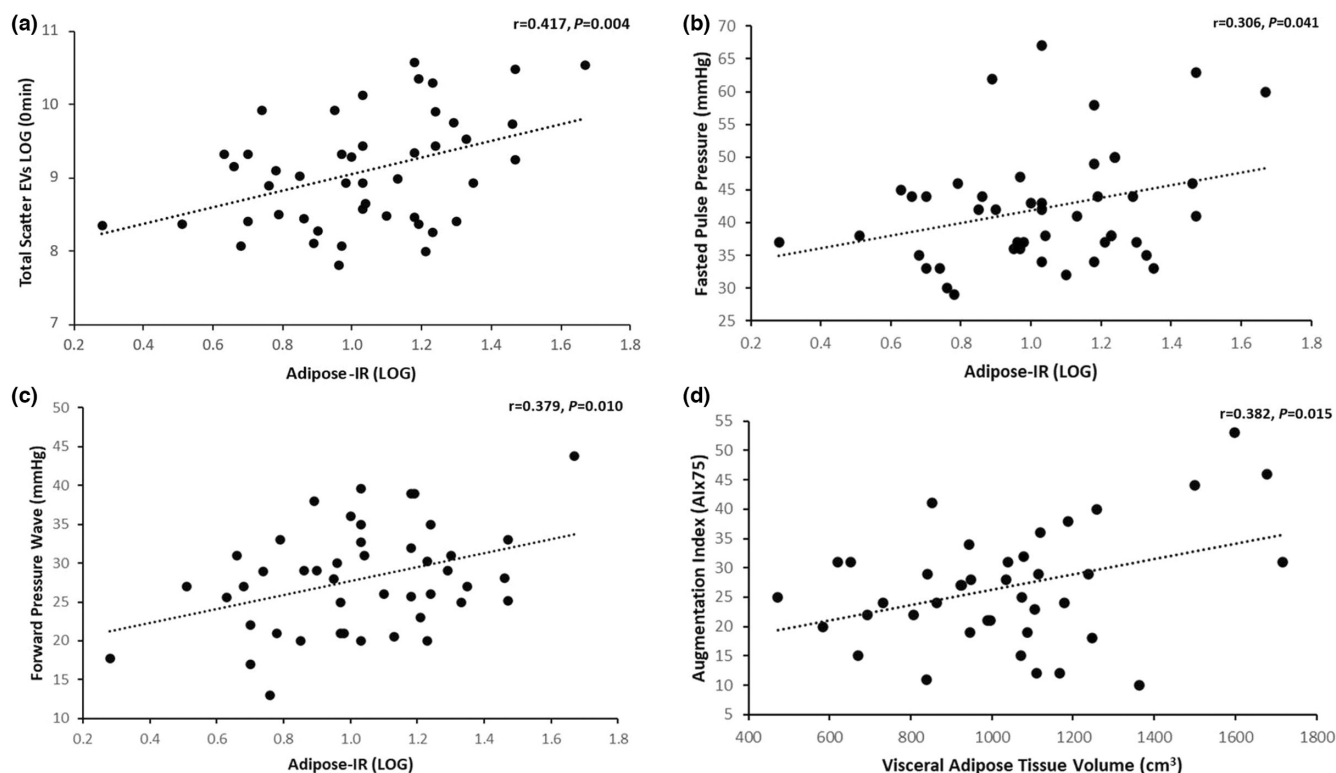 (a)
r=0.417, P=0.004
Total Scatter EVs LOG (0min)
11
10
9
8
7
0.2 0.4 0.6 0.8 1.0 1.2 1.4 1.6 1.8
Adipose-IR (LOG)
(b)
r=0.306, P=0.041
Fasted Pulse Pressure (mmHg)
70
65
60
55
50
45
40
35
30
25
0.2 0.4 0.6 0.8 1.0 1.2 1.4 1.6 1.8
Adipose-IR (LOG)
(c)
r=0.379, P=0.010
Forward Pressure Wave (mmHg)
50
45
40
35
30
25
20
15
10
0.2 0.4 0.6 0.8 1.0 1.2 1.4 1.6 1.8
Adipose-IR (LOG)
(d)
r=0.382, P=0.015
Augmentation Index (AIx75)
55
50
45
40
35
30
25
20
15
10
5
400 600 800 1000 1200 1400 1600 1800
Visceral Adipose Tissue Volume (cm³)